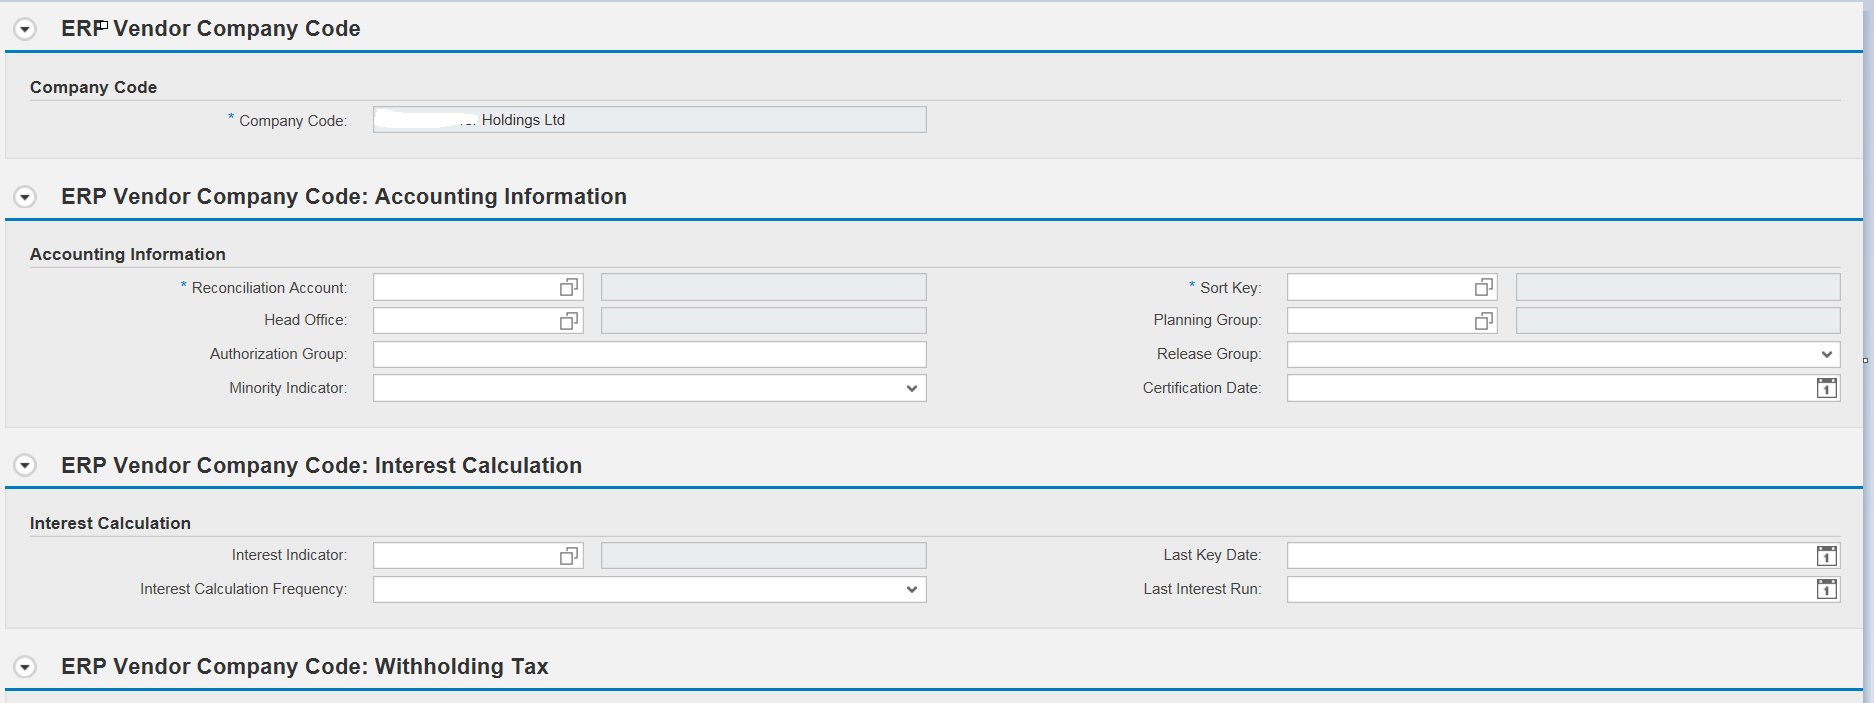 ERP Vendor Company Code
Company Code
* Company Code: Holdings Ltd
ERP Vendor Company Code: Accounting Information
Accounting Information
* Reconciliation Account: * Sort Key:
Head Office: Planning Group:
Authorization Group: Release Group:
Minority Indicator: Certification Date:
ERP Vendor Company Code: Interest Calculation
Interest Calculation
Interest Indicator: Last Key Date:
Interest Calculation Frequency: Last Interest Run:
ERP Vendor Company Code: Withholding Tax